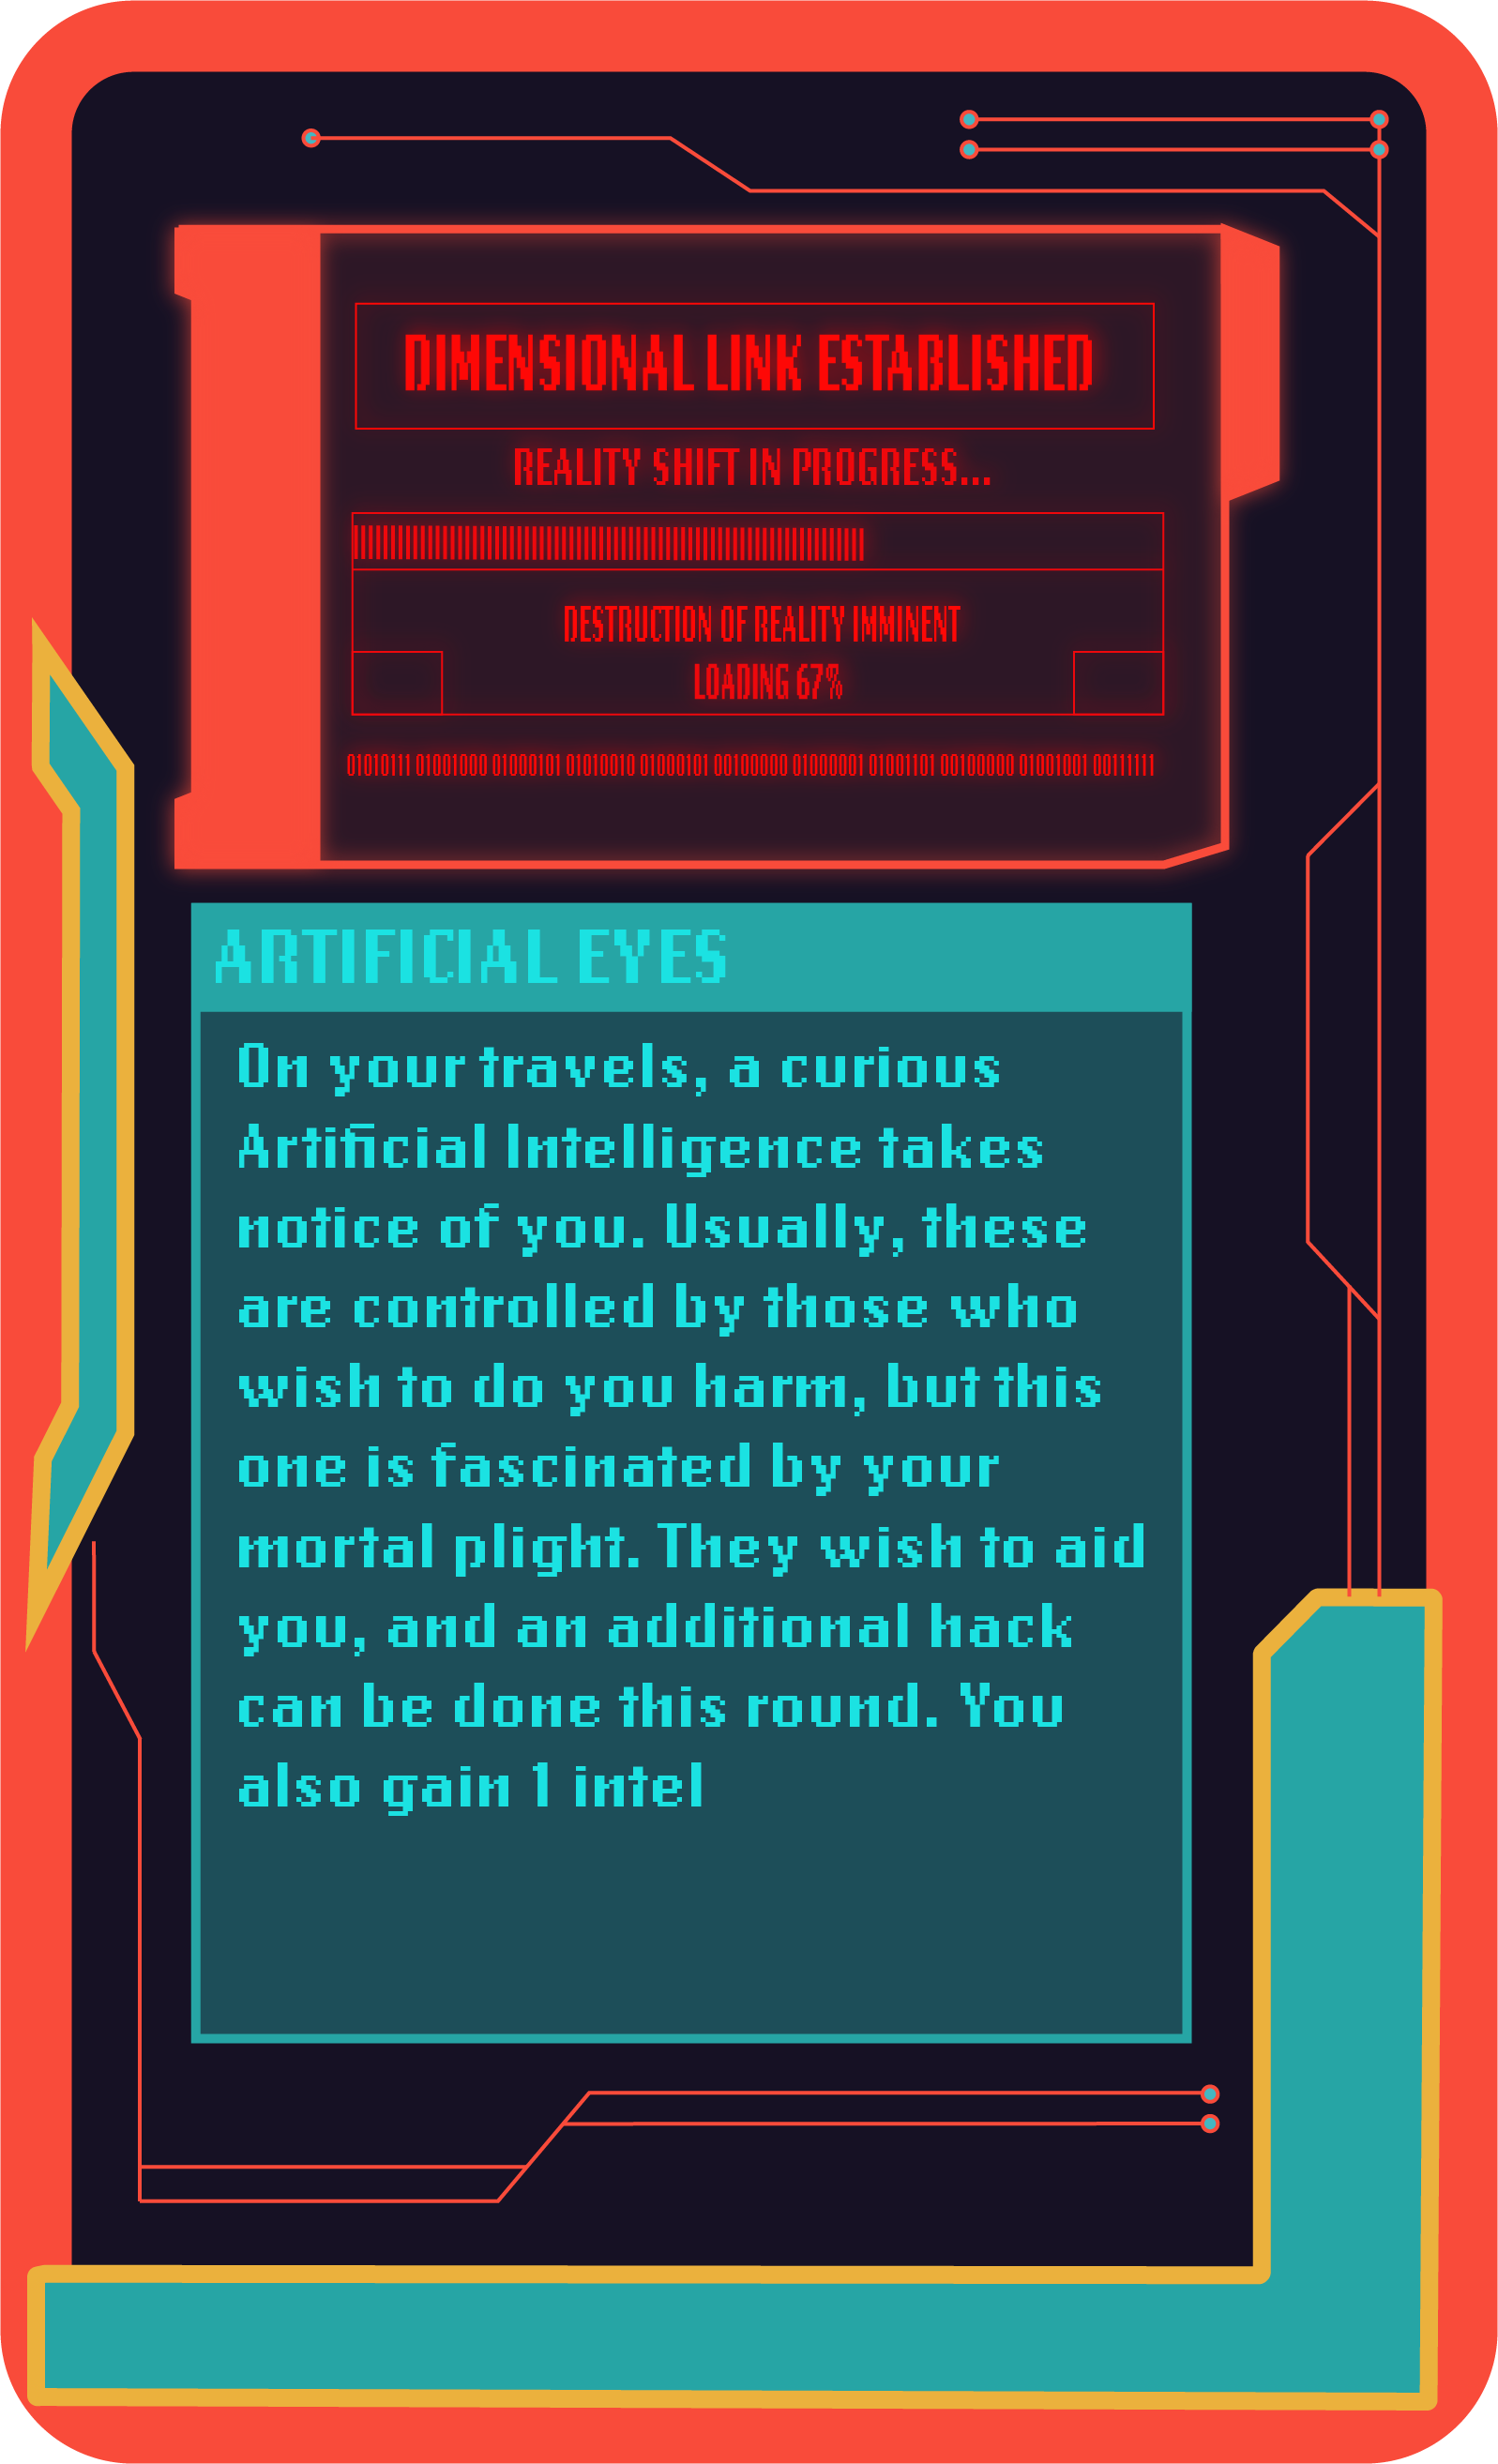 DIMENSIONAL LINK ESTABLISHED
REALITY SHIFT IN PROGRESS...
||||||||||||||||||||||||||||||||||||||||||||||||||||||||||||||||||||||
DESTRUCTION OF REALITY IMMINENT
LOADING 67%
01010111 01001000 01000101 01010010 01000101 00100000 01000001 01001101 00100000 01001001 00111111
ARTIFICIAL EYES
On your travels, a curious
Artificial Intelligence takes
notice of you. Usually, these
are controlled by those who
wish to do you harm, but this
one is fascinated by your
mortal plight. They wish to aid
you, and an additional hack
can be done this round. You
also gain 1 intel